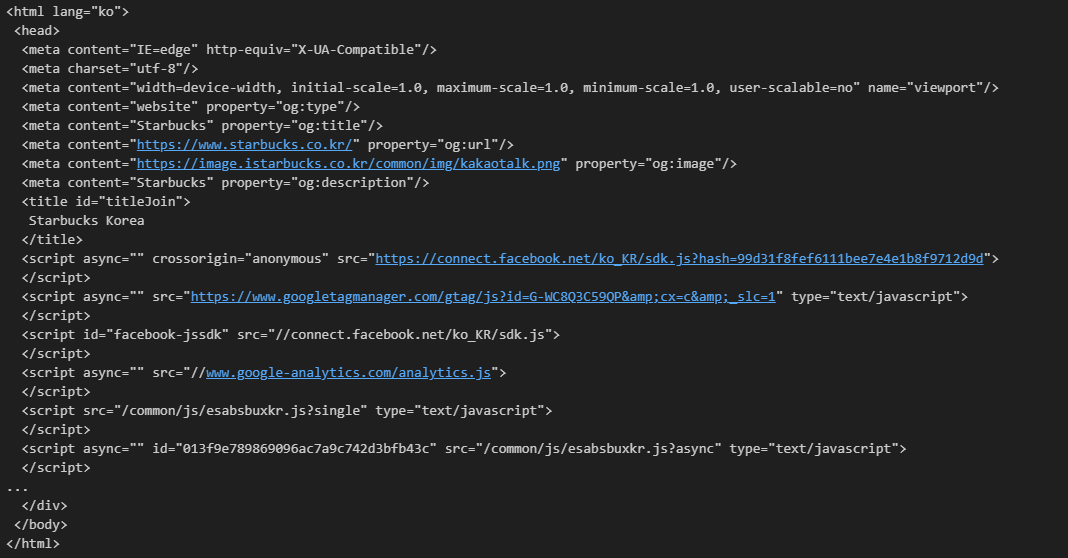 <html lang="ko">
<head>
<meta content="IE=edge" http-equiv="X-UA-Compatible"/>
<meta charset="utf-8"/>
<meta content="width=device-width, initial-scale=1.0, maximum-scale=1.0, minimum-scale=1.0, user-scalable=no" name="viewport"/>
<meta content="website" property="og:type"/>
<meta content="Starbucks" property="og:title"/>
<meta content="https://www.starbucks.co.kr/" property="og:url"/>
<meta content="https://image.istarbucks.co.kr/common/img/kakaotalk.png" property="og:image"/>
<meta content="Starbucks" property="og:description"/>
<title id="titleJoin">
Starbucks Korea
</title>
<script async="" crossorigin="anonymous" src="https://connect.facebook.net/ko_KR/sdk.js?hash=99d31f8fef6111bee7e4e1b8f9712d9d">
</script>
<script async="" src="https://www.googletagmanager.com/gtag/js?id=G-WC8Q3C59QP&amp;cx=c&amp;_slc=1" type="text/javascript">
</script>
<script id="facebook-jssdk" src="//connect.facebook.net/ko_KR/sdk.js">
</script>
<script async="" src="//www.google-analytics.com/analytics.js">
</script>
<script src="/common/js/esabsbuxkr.js?single" type="text/javascript">
</script>
<script async="" id="013f9e789869096ac7a9c742d3bfb43c" src="/common/js/esabsbuxkr.js?async" type="text/javascript">
</script>
...
</div>
</body>
</html>